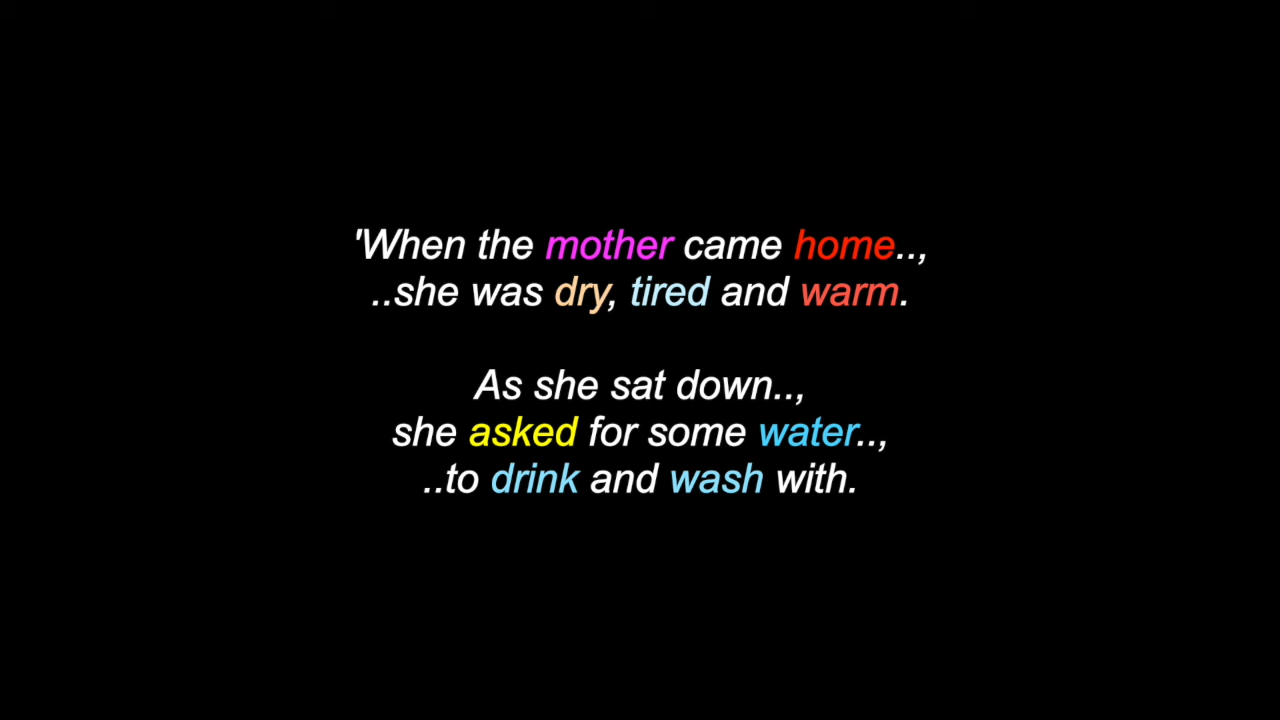 'When the mother came home..,
..she was dry, tired and warm.
As she sat down..,
she asked for some water..,
..to drink and wash with.